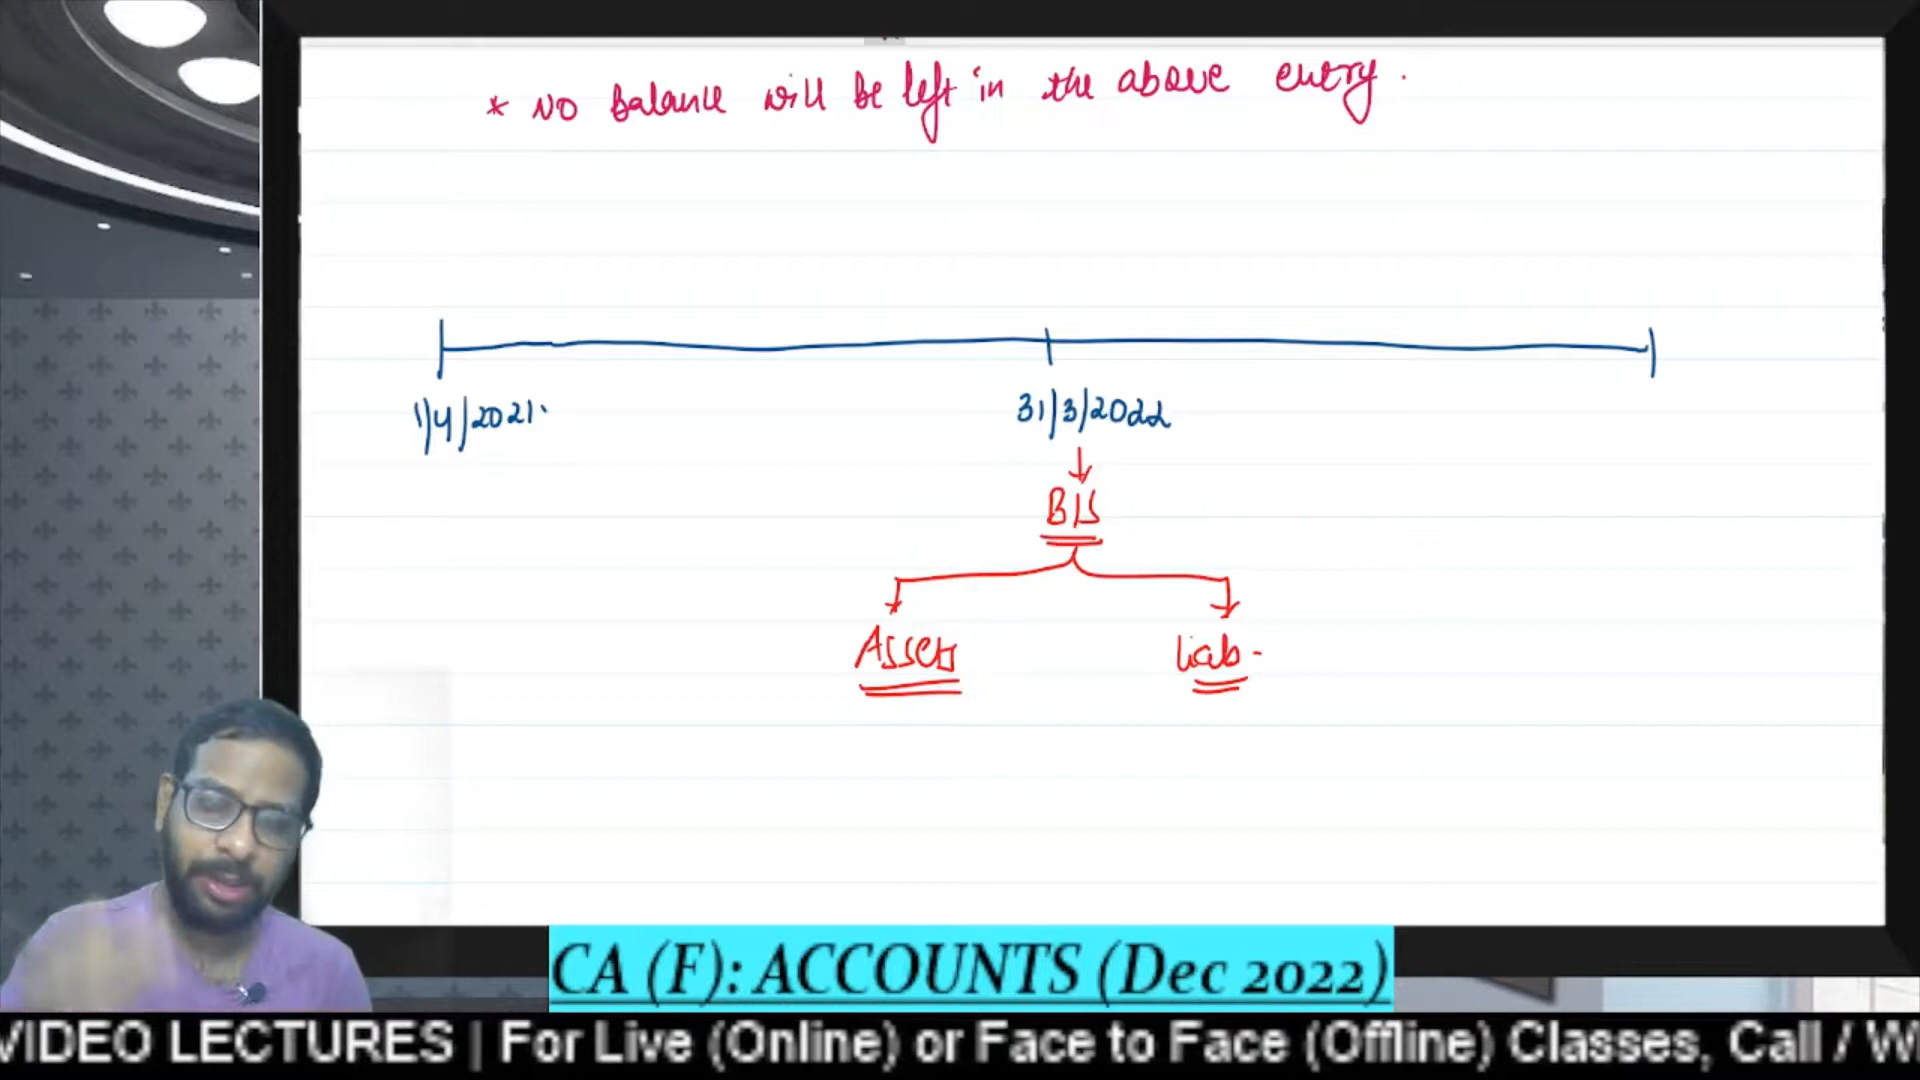 * No Balance will be left in the above entry.
1/4/2021.
31/3/2022
B/S
Assets
Liab.
CA (F): ACCOUNTS (Dec 2022)
VIDEO LECTURES | For Live (Online) or Face to Face (Offline) Classes, Call / W